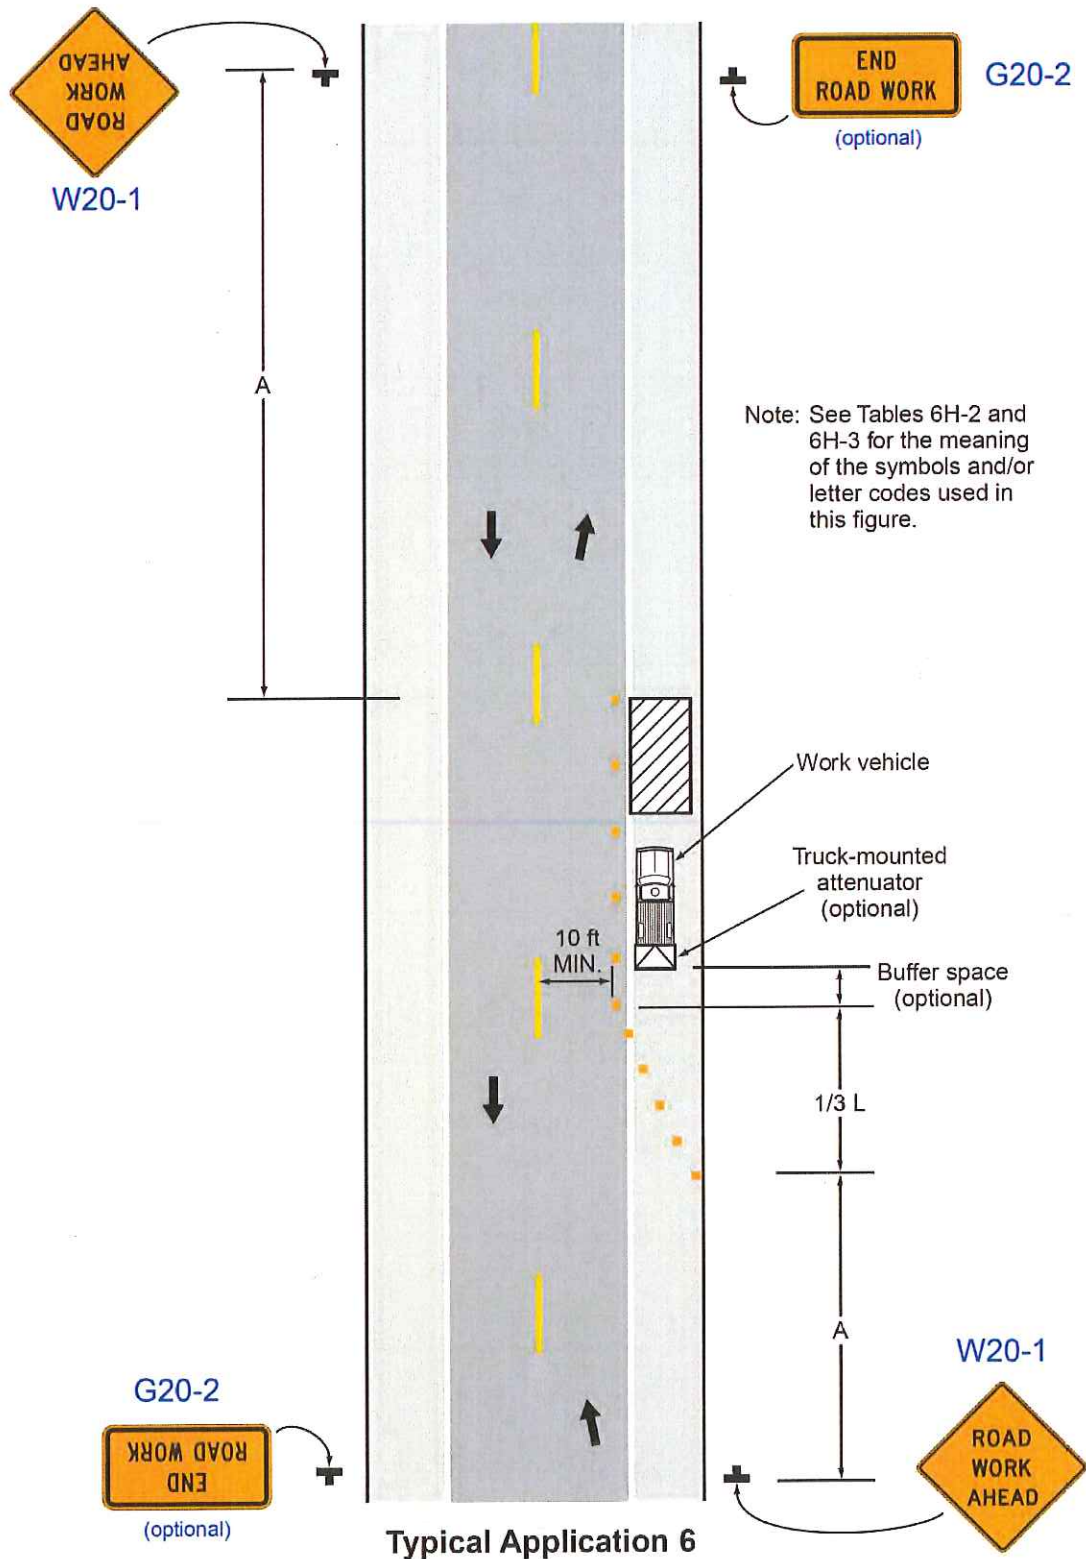 ROAD
WORK
AHEAD
W20-1
END
ROAD WORK
(optional)
G20-2
A
Note: See Tables 6H-2 and
6H-3 for the meaning
of the symbols and/or
letter codes used in
this figure.
Work vehicle
Truck-mounted
attenuator
(optional)
10 ft
MIN.
Buffer space
(optional)
1/3 L
A
W20-1
ROAD
WORK
AHEAD
G20-2
END
ROAD WORK
(optional)
Typical Application 6